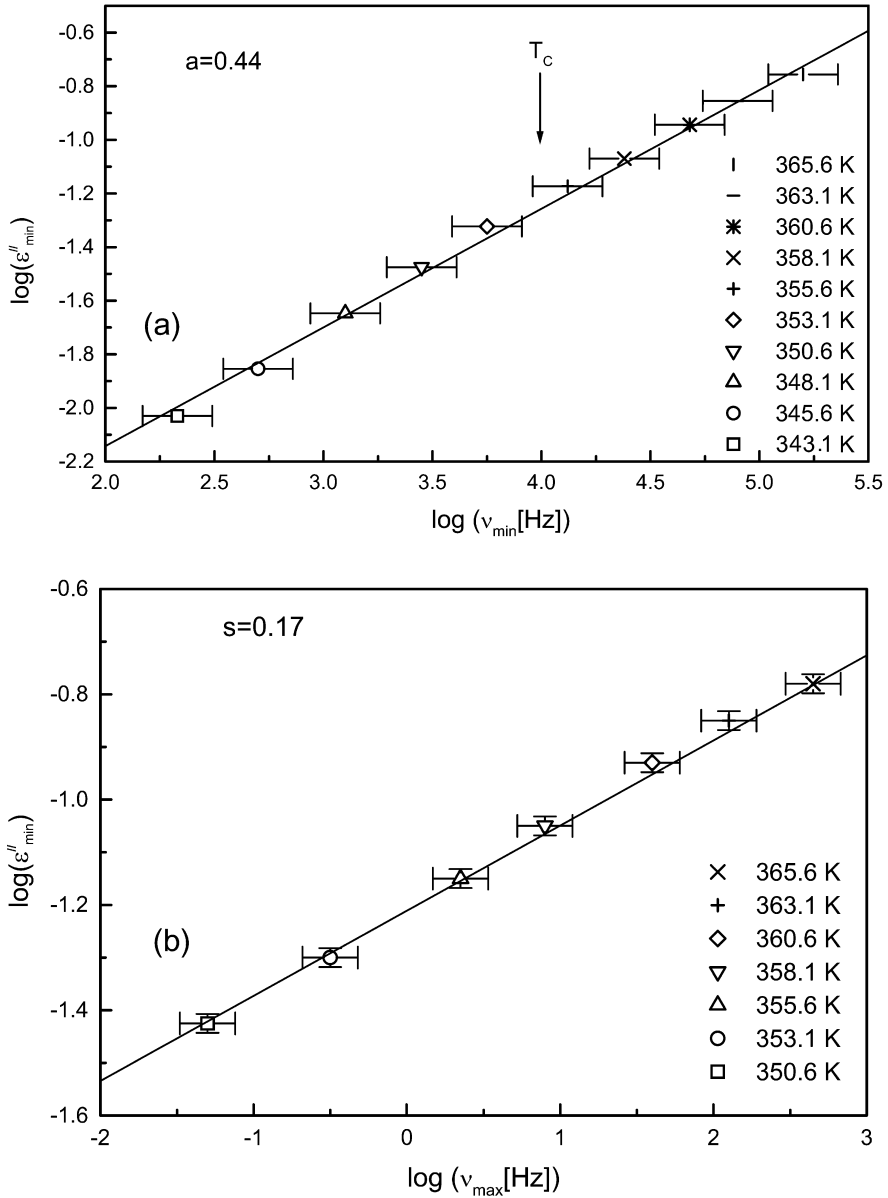 -0.6
-0.8
-1.0
-1.2
-1.4
-1.6
-1.8
-2.0
-2.2
log(ε//min)
a=0.44
TC
(a)
365.6 K
363.1 K
360.6 K
358.1 K
355.6 K
353.1 K
350.6 K
348.1 K
345.6 K
343.1 K
2.0 2.5 3.0 3.5 4.0 4.5 5.0 5.5
log (νmin[Hz])
-0.6
-0.8
-1.0
-1.2
-1.4
-1.6
log(ε//min)
s=0.17
(b)
365.6 K
363.1 K
360.6 K
358.1 K
355.6 K
353.1 K
350.6 K
-2 -1 0 1 2 3
log (νmax[Hz])